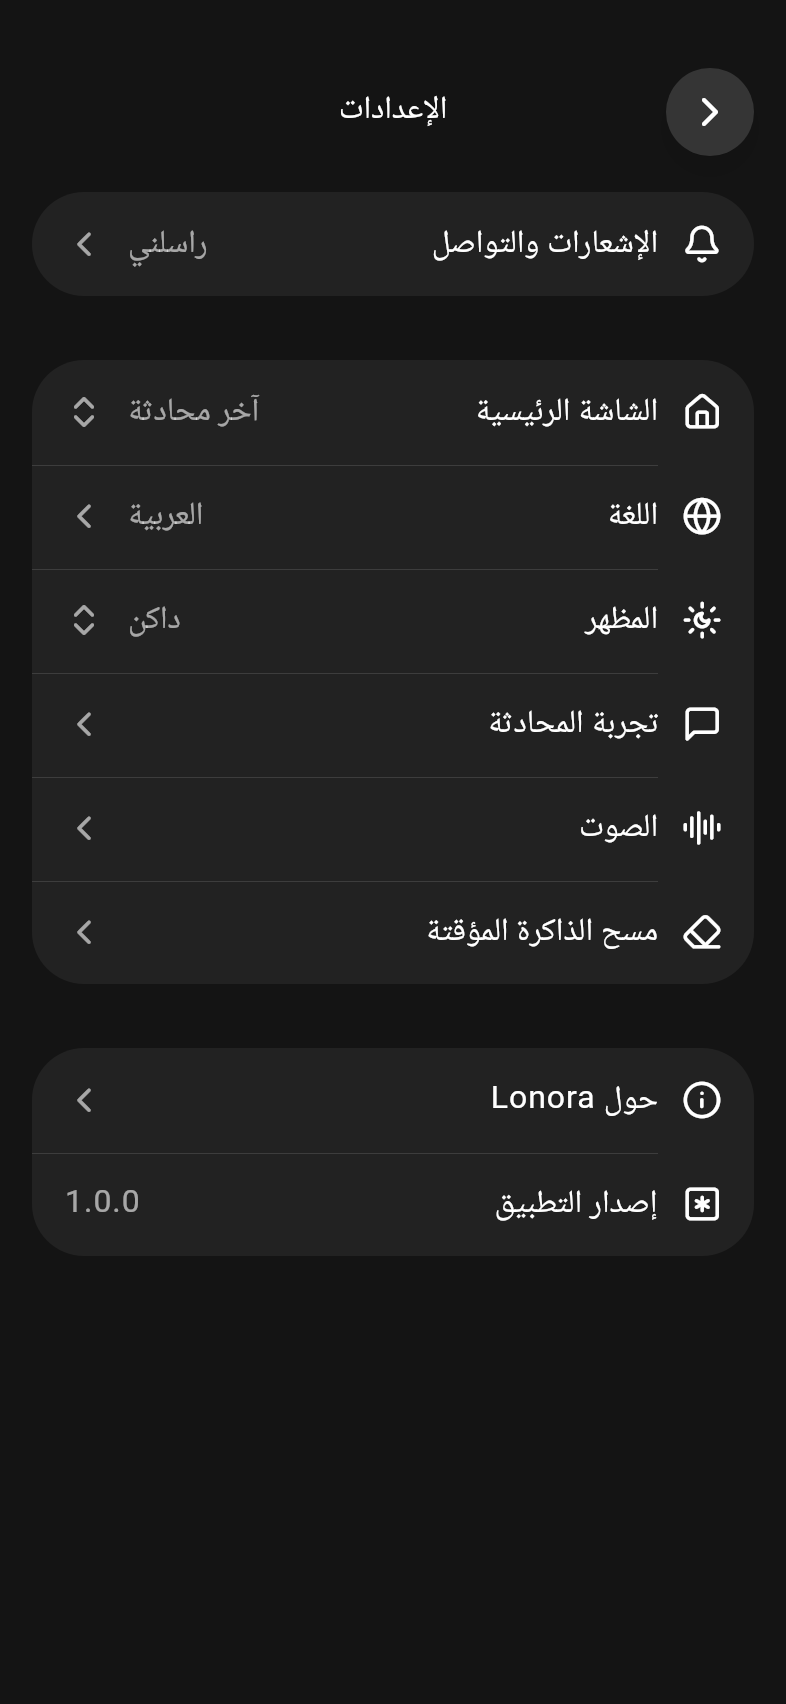 الإعدادات
الإشعارات والتواصل راسلني
الشاشة الرئيسية آخر محادثة
اللغة العربية
المظهر داكن
تجربة المحادثة
الصوت
مسح الذاكرة المؤقتة
حول Lonora
إصدار التطبيق 1.0.0